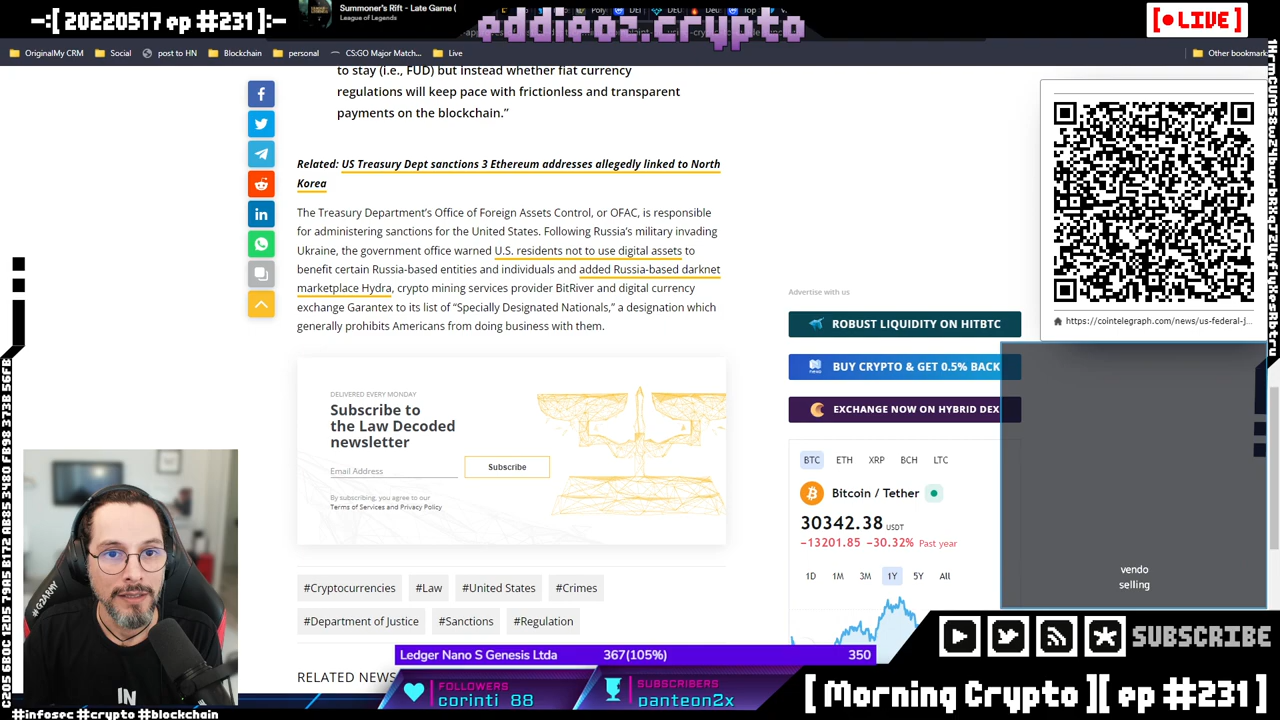 -:[ 20220517 ep #231 ]:-
Summoner's Rift - Late Game (
League of Legends
eddieoz.crypto
[ LIVE ]
OriginalMy CRM
Social
post to HN
Blockchain
personal
CS:GO Major Match...
Live
Other bookmark
to stay (i.e., FUD) but instead whether fiat currency
regulations will keep pace with frictionless and transparent
payments on the blockchain.”
Related: US Treasury Dept sanctions 3 Ethereum addresses allegedly linked to North
Korea
The Treasury Department’s Office of Foreign Assets Control, or OFAC, is responsible
for administering sanctions for the United States. Following Russia’s military invading
Ukraine, the government office warned U.S. residents not to use digital assets to
benefit certain Russia-based entities and individuals and added Russia-based darknet
marketplace Hydra, crypto mining services provider BitRiver and digital currency
exchange Garantex to its list of “Specially Designated Nationals,” a designation which
generally prohibits Americans from doing business with them.
DELIVERED EVERY MONDAY
Subscribe to
the Law Decoded
newsletter
Email Address
Subscribe
By subscribing, you agree to our
Terms of Services and Privacy Policy
#Cryptocurrencies
#Law
#United States
#Crimes
#Department of Justice
#Sanctions
#Regulation
RELATED NEWS
https://cointelegraph.com/news/us-federal-j...
Advertise with us
ROBUST LIQUIDITY ON HITBTC
BUY CRYPTO & GET 0.5% BACK
EXCHANGE NOW ON HYBRID DEX
BTC
ETH
XRP
BCH
LTC
Bitcoin / Tether
30342.38 USDT
−13201.85 −30.32% Past year
1D
1M
3M
1Y
5Y
All
vendo
selling
#G2ARMY
Ledger Nano S Genesis Ltda 367(105%) 350
FOLLOWERS
corinti_88
SUBSCRIBERS
panteon2x
SUBSCRIBE
[ Morning Crypto ][ ep #231 ]
#infosec #crypto #blockchain